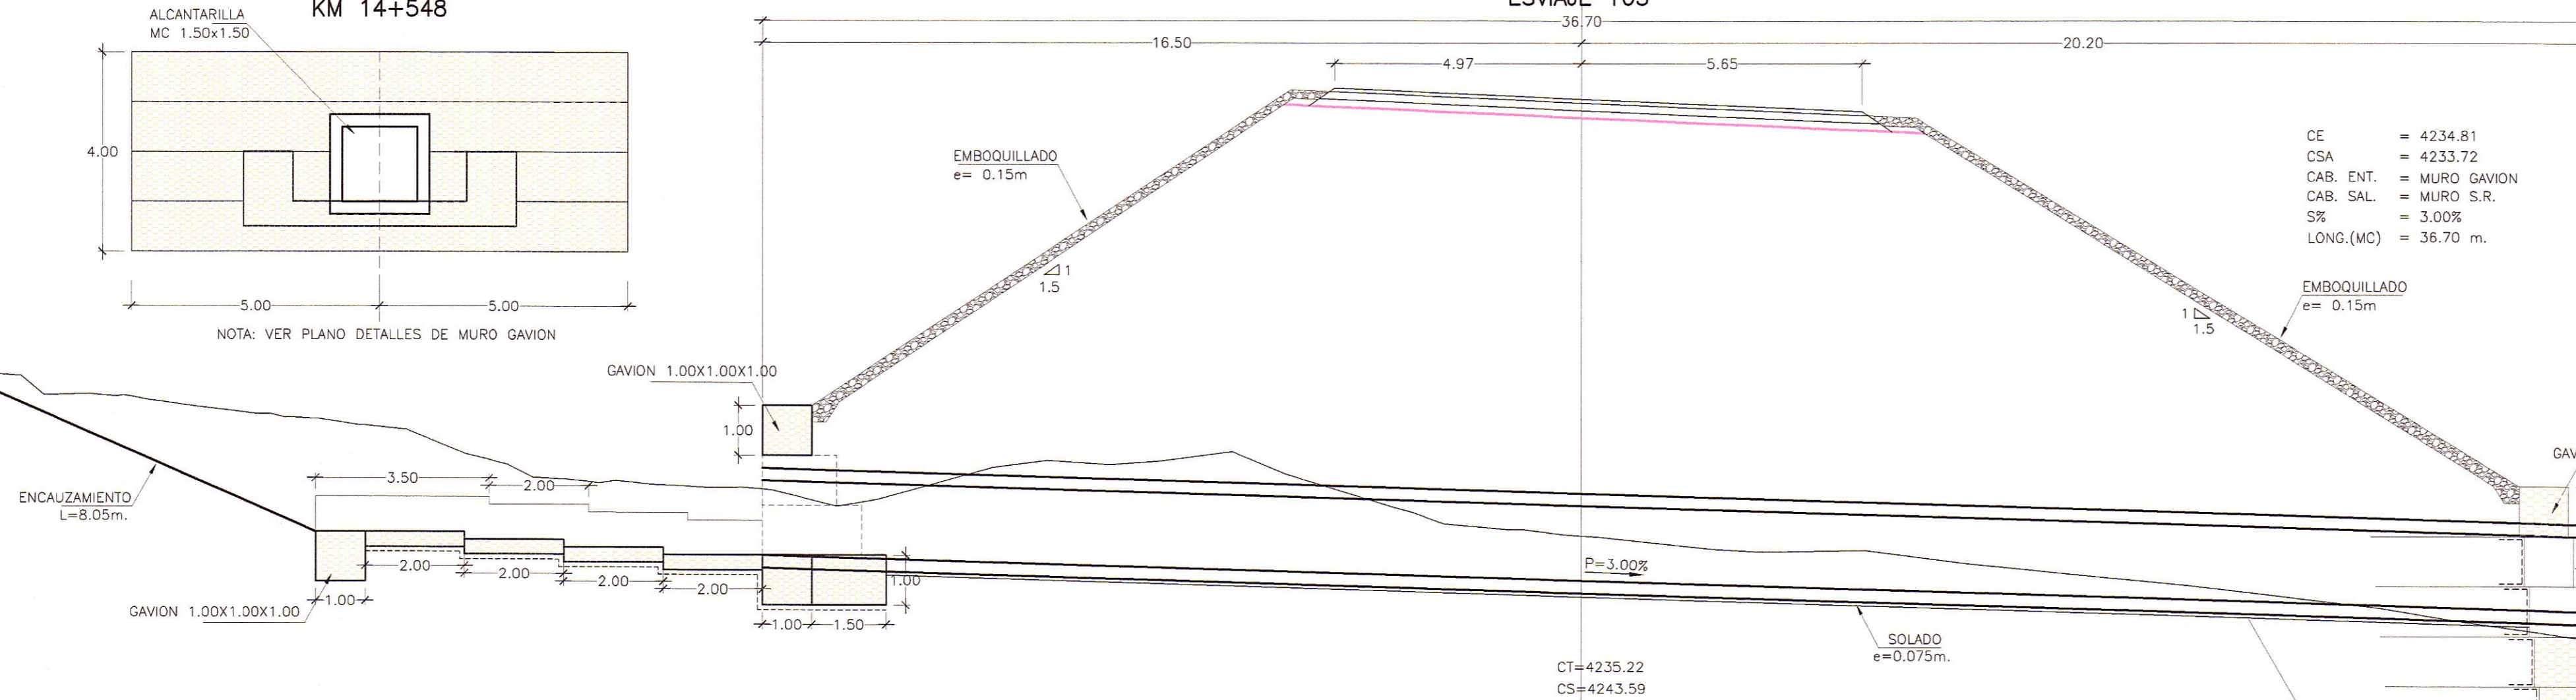 KM 14+548
ALCANTARILLA
MC 1.50x1.50
4.00
5.00
5.00
NOTA: VER PLANO DETALLES DE MURO GAVION
36.70
16.50
20.20
4.97
5.65
EMBOQUILLADO
e= 0.15m
1
1.5
CE = 4234.81
CSA = 4233.72
CAB. ENT. = MURO GAVION
CAB. SAL. = MURO S.R.
S% = 3.00%
LONG.(MC) = 36.70 m.
EMBOQUILLADO
e= 0.15m
1
1.5
GAVION 1.00X1.00X1.00
1.00
ENCAUZAMIENTO
L=8.05m.
3.50
2.00
2.00
2.00
2.00
2.00
1.00
GAVION 1.00X1.00X1.00
1.00
1.00
1.50
P=3.00%
SOLADO
e=0.075m.
CT=4235.22
CS=4243.59
GAV